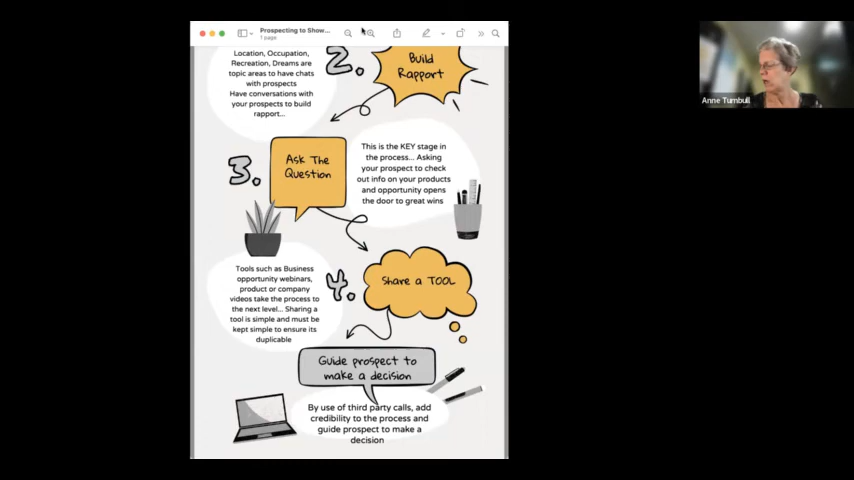 Prospecting to Show...
1 page
Anne Turnbull
Location, Occupation,
Recreation, Dreams are
topic areas to have chats
with prospects
Have conversations with
your prospects to build
rapport...
2.
Build
Rapport
3.
Ask The
Question
This is the KEY stage in
the process... Asking
your prospect to check
out info on your products
and opportunity opens
the door to great wins
Tools such as Business
opportunity webinars,
product or company
videos take the process to
the next level... Sharing a
tool is simple and must be
kept simple to ensure its
duplicable
4.
Share a TOOL
Guide prospect to
make a decision
By use of third party calls, add
credibility to the process and
guide prospect to make a
decision